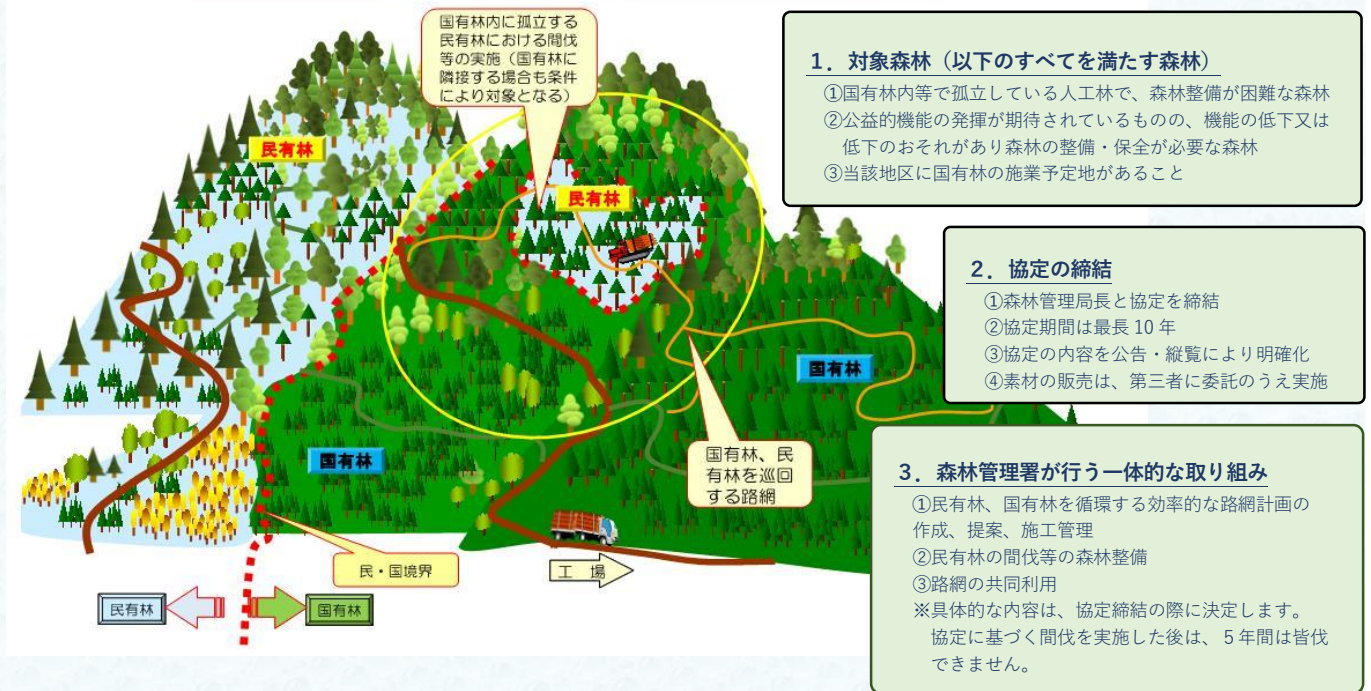 国有林内に孤立する
民有林における間伐
等の実施（国有林に
隣接する場合も条件
により対象となる）
民有林
民有林
国有林
国有林
国有林、民
有林を巡回
する路網
民・国境界
工　場
民有林
国有林
１．対象森林（以下のすべてを満たす森林）
①国有林内等で孤立している人工林で、森林整備が困難な森林
②公益的機能の発揮が期待されているものの、機能の低下又は
低下のおそれがあり森林の整備・保全が必要な森林
③当該地区に国有林の施業予定地があること
２．協定の締結
①森林管理局長と協定を締結
②協定期間は最長 10 年
③協定の内容を公告・縦覧により明確化
④素材の販売は、第三者に委託のうえ実施
３．森林管理署が行う一体的な取り組み
①民有林、国有林を循環する効率的な路網計画の
作成、提案、施工管理
②民有林の間伐等の森林整備
③路網の共同利用
※具体的な内容は、協定締結の際に決定します。
協定に基づく間伐を実施した後は、５年間は皆伐
できません。